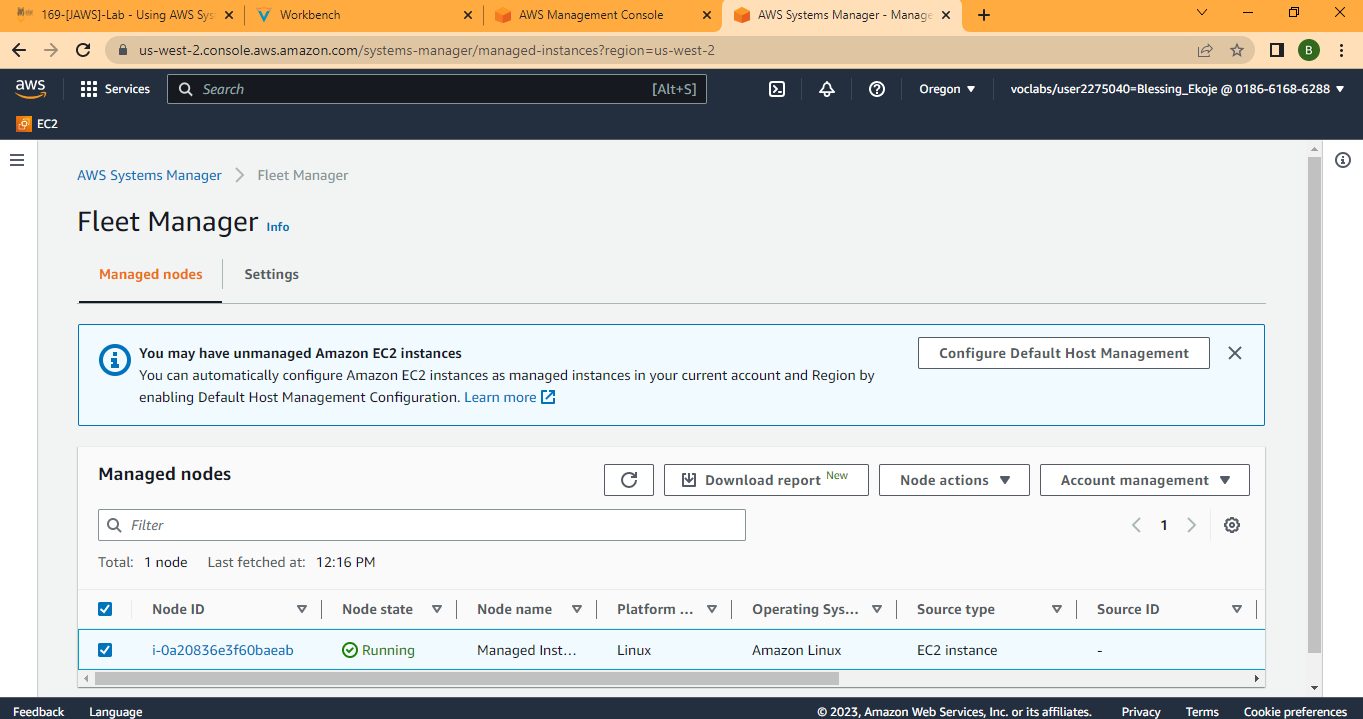 169-[JAWS]-Lab - Using AWS Sys
Workbench
AWS Management Console
AWS Systems Manager - Manage
us-west-2.console.aws.amazon.com/systems-manager/managed-instances?region=us-west-2
B
aws
Services
Search
[Alt+S]
Oregon
voclabs/user2275040=Blessing_Ekoje @ 0186-6168-6288
EC2
AWS Systems Manager
Fleet Manager
Fleet Manager Info
Managed nodes
Settings
You may have unmanaged Amazon EC2 instances
You can automatically configure Amazon EC2 instances as managed instances in your current account and Region by
enabling Default Host Management Configuration. Learn more
Configure Default Host Management
Managed nodes
Download report New
Node actions
Account management
Filter
1
Total: 1 node Last fetched at: 12:16 PM
Node ID Node state Node name Platform ... Operating Sys... Source type Source ID
i-0a20836e3f60baeab Running Managed Inst... Linux Amazon Linux EC2 instance -
Feedback Language © 2023, Amazon Web Services, Inc. or its affiliates. Privacy Terms Cookie preferences